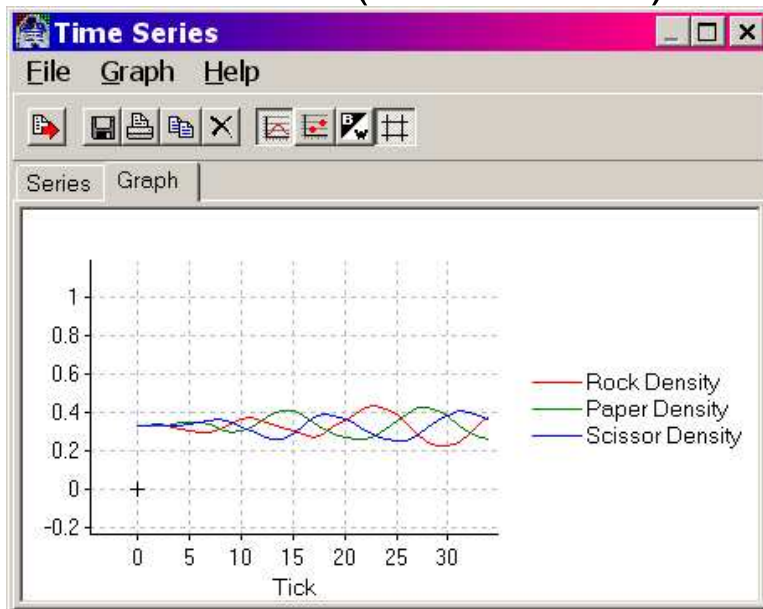 Time Series
File Graph Help
Series Graph
1
0.8
0.6
0.4
0.2
0
-0.2
0 5 10 15 20 25 30
Tick
Rock Density
Paper Density
Scissor Density